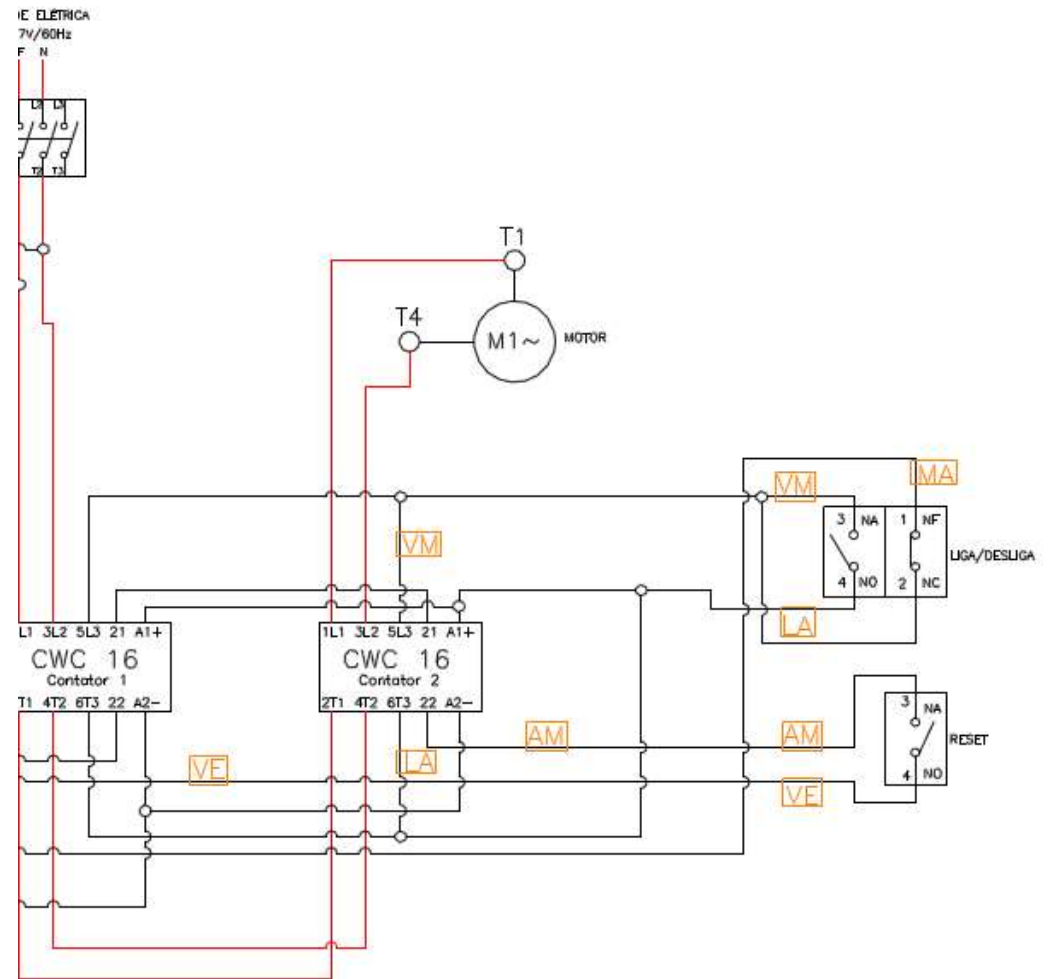 IE ELÉTRICA
7V/60Hz
F N
L2 L3
T2 T3
T1
T4
M1~ MOTOR
MA
VM
3 NA 1 NF
LIGA/DESLIGA
4 NO 2 NC
VM
LA
L1 3L2 5L3 21 A1+
CWC 16
Contator 1
T1 4T2 6T3 22 A2-
1L1 3L2 5L3 21 A1+
CWC 16
Contator 2
2T1 4T2 6T3 22 A2-
3 NA
RESET
4 NO
AM AM
VE LA
VE